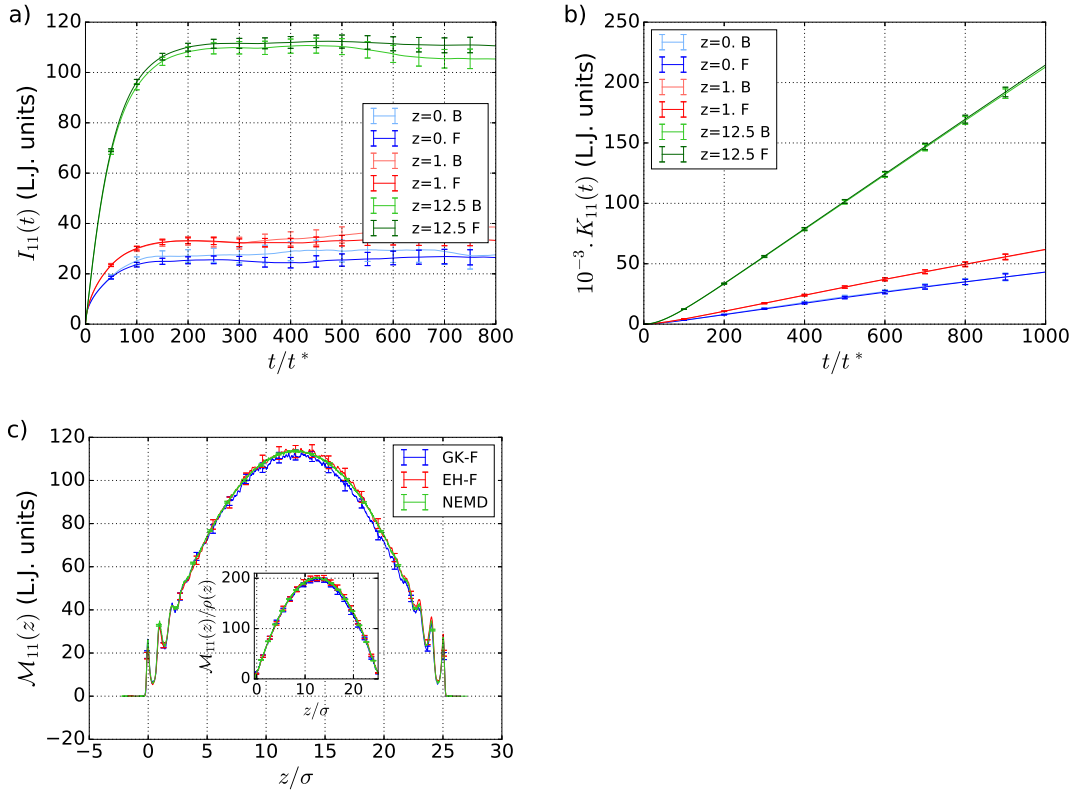 a)
120
100
80
60
40
20
0
I₁₁(t) (L.J. units)
z=0. B
z=0. F
z=1. B
z=1. F
z=12.5 B
z=12.5 F
0 100 200 300 400 500 600 700 800
t/t*
b)
250
200
150
100
50
0
10⁻³.K₁₁(t) (L.J. units)
z=0. B
z=0. F
z=1. B
z=1. F
z=12.5 B
z=12.5 F
0 200 400 600 800 1000
t/t*
c)
120
100
80
60
40
20
0
−20
ℳ₁₁(z) (L.J. units)
GK-F
EH-F
NEMD
200
100
0
ℳ₁₁(z)/ρ(z)
0 10 20
z/σ
−5 0 5 10 15 20 25 30
z/σ